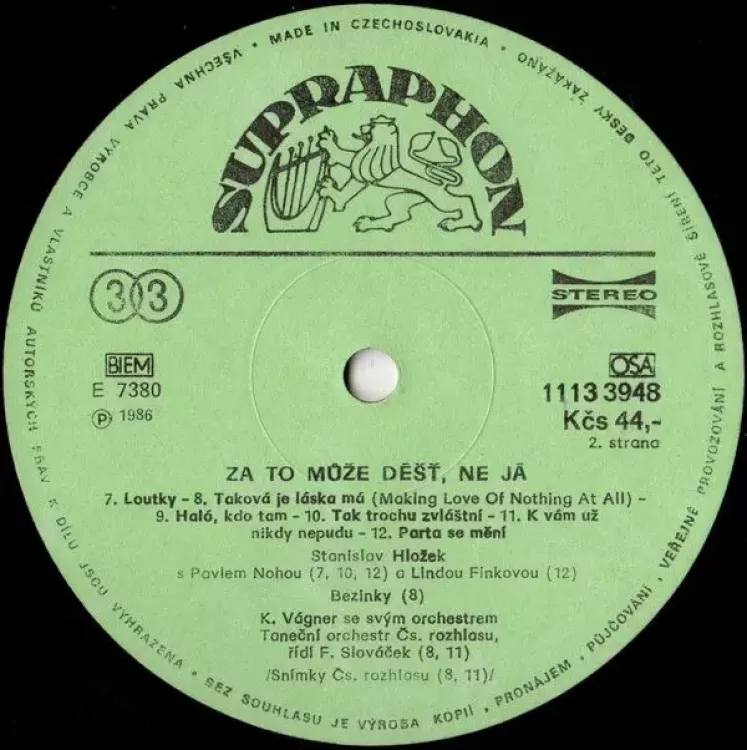 VŠECHNA PRÁVA VÝROBCE A VLASTNÍKŮ AUTORSKÝCH PRÁV K DÍLU JSOU VYHRAZENA · BEZ SOUHLASU JE VÝROBA KOPIÍ, PRONÁJEM, PŮJČOVÁNÍ, VEŘEJNÉ PROVOZOVÁNÍ A ROZHLASOVÉ ŠÍŘENÍ TÉTO DESKY ZAKÁZÁNO · MADE IN CZECHOSLOVAKIA ·
SUPRAPHON
33
STEREO
BIEM
OSA
E 7380
1113 3948
Ⓟ 1986
Kčs 44,-
2. strana
ZA TO MŮŽE DÉŠŤ, NE JÁ
7. Loutky – 8. Taková je láska má (Making Love Of Nothing At All) –
9. Haló, kdo tam – 10. Tak trochu zvláštní – 11. K vám už
nikdy nepudu – 12. Parta se mění
Stanislav Hložek
s Pavlem Nohou (7, 10, 12) a Lindou Finkovou (12)
Bezinky (8)
K. Vágner se svým orchestrem
Taneční orchestr Čs. rozhlasu,
řídí F. Slováček (8, 11)
/Snímky Čs. rozhlasu (8, 11)/